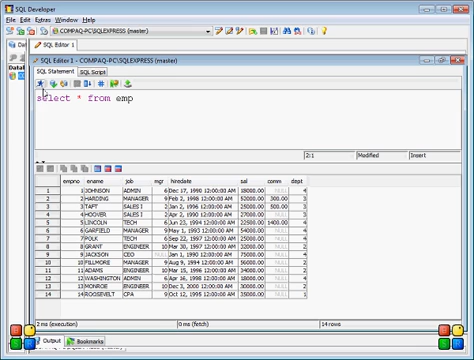 SQL Developer
File Edit Tools Window Help
COMPAQ-PC\SQLEXPRESS (master)
SQL Editor 1
SQL Editor 1 - COMPAQ-PC\SQLEXPRESS (master)
SQL Statement SQL Script
select * from emp
2:1 Modified Insert
empno ename job mgr hiredate sal comm dept
1 1 JOHNSON ADMIN 6 Dec 17, 1990 12:00:00 AM 18000.00 NULL 4
2 2 HARDING MANAGER 9 Feb 2, 1998 12:00:00 AM 52000.00 300.00 3
3 3 TAFT SALES I 2 Jan 2, 1996 12:00:00 AM 25000.00 500.00 3
4 4 HOOVER SALES I 2 Apr 2, 1990 12:00:00 AM 27000.00 NULL 3
5 5 LINCOLN TECH 6 Jun 23, 1994 12:00:00 AM 22500.00 1400.00 4
6 6 GARFIELD MANAGER 9 May 1, 1993 12:00:00 AM 54000.00 NULL 4
7 7 POLK TECH 6 Sep 22, 1997 12:00:00 AM 25000.00 NULL 4
8 8 GRANT ENGINEER 10 Mar 30, 1997 12:00:00 AM 32000.00 NULL 2
9 9 JACKSON CEO NULL Jan 1, 1990 12:00:00 AM 75000.00 NULL 4
10 10 FILLMORE MANAGER 9 Aug 9, 1994 12:00:00 AM 56000.00 NULL 2
11 11 ADAMS ENGINEER 10 Mar 15, 1996 12:00:00 AM 34000.00 NULL 2
12 12 WASHINGTON ADMIN 6 Apr 16, 1998 12:00:00 AM 18000.00 NULL 4
13 13 MONROE ENGINEER 10 Dec 3, 2000 12:00:00 AM 30000.00 NULL 2
14 14 ROOSEVELT CPA 9 Oct 12, 1995 12:00:00 AM 35000.00 NULL 1
2 ms (execution) 0 ms (fetch) 14 rows
Output Bookmarks